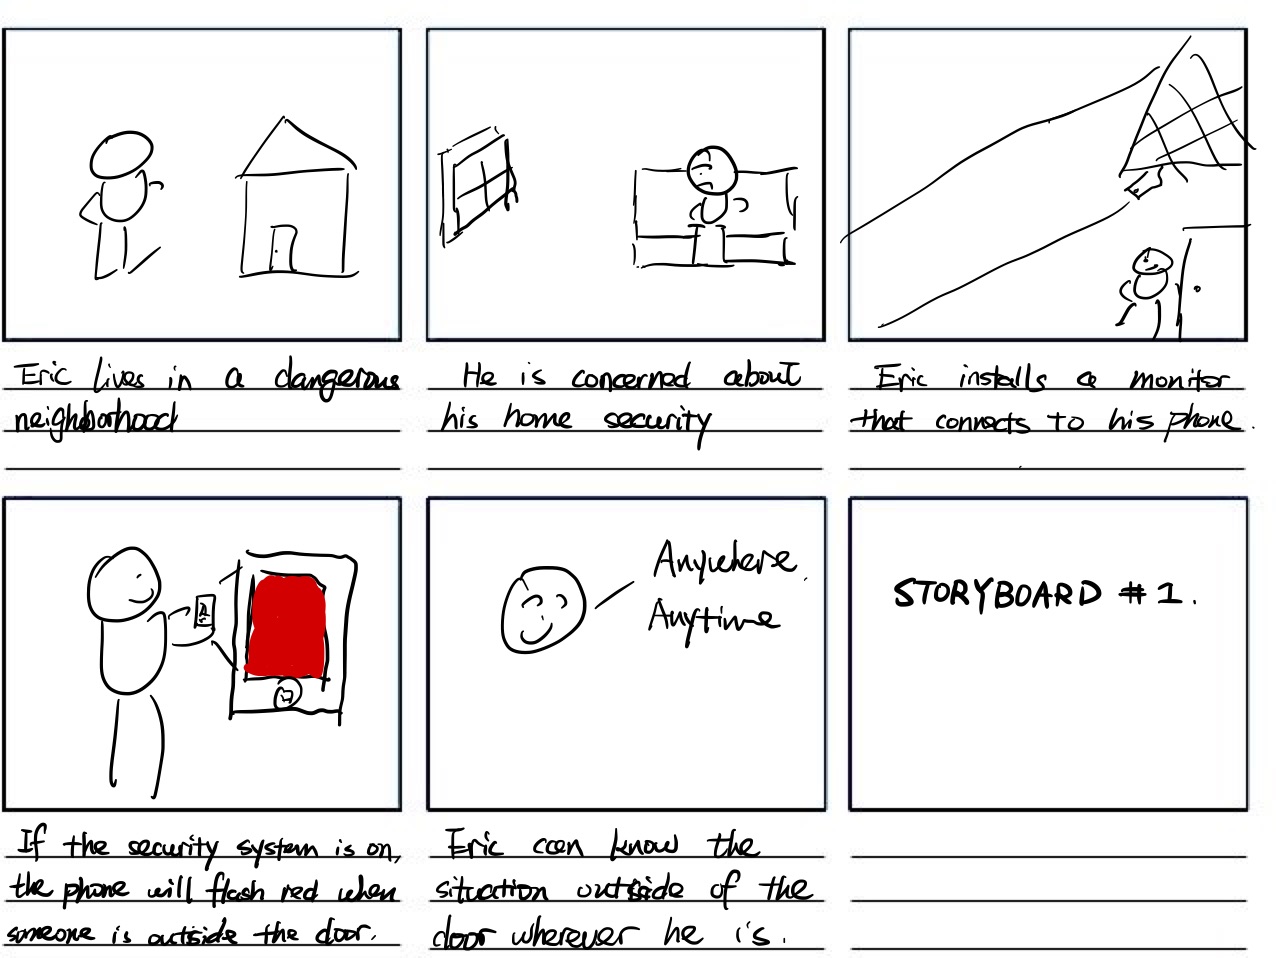 Eric lives in a dangerous
neighborhood
He is concerned about
his home security
Eric installs a monitor
that connects to his phone.
If the security system is on,
the phone will flash red when
someone is outside the door.
Anywhere.
Anytime
Eric can know the
situation outside of the
door wherever he is.
STORYBOARD #1.